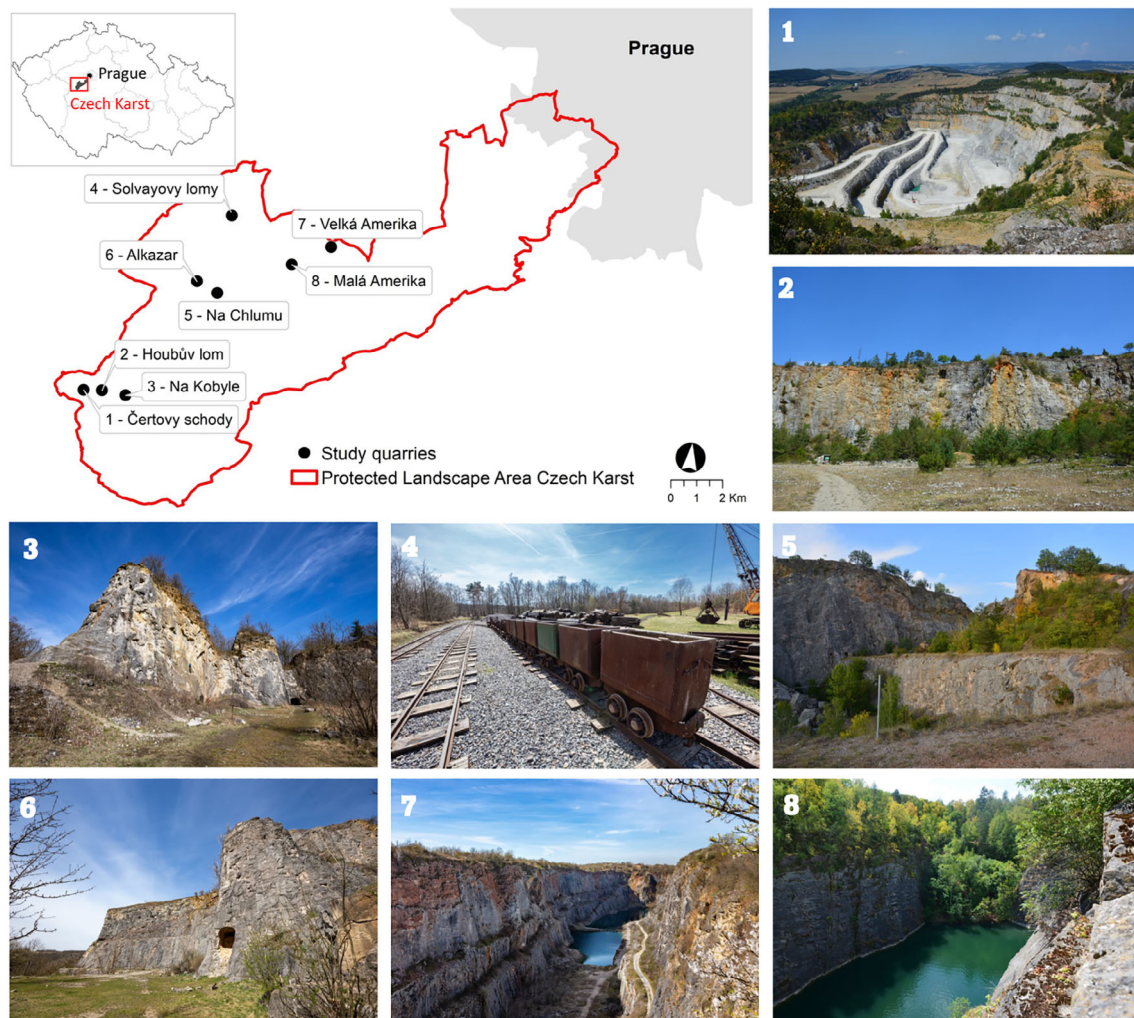 Prague
Czech Karst
Prague
4 - Solvayovy lomy
7 - Velká Amerika
6 - Alkazar
8 - Malá Amerika
5 - Na Chlumu
2 - Houbův lom
3 - Na Kobyle
1 - Čertovy schody
Study quarries
Protected Landscape Area Czech Karst
0 1 2 Km
1
2
3
4
5
6
7
8